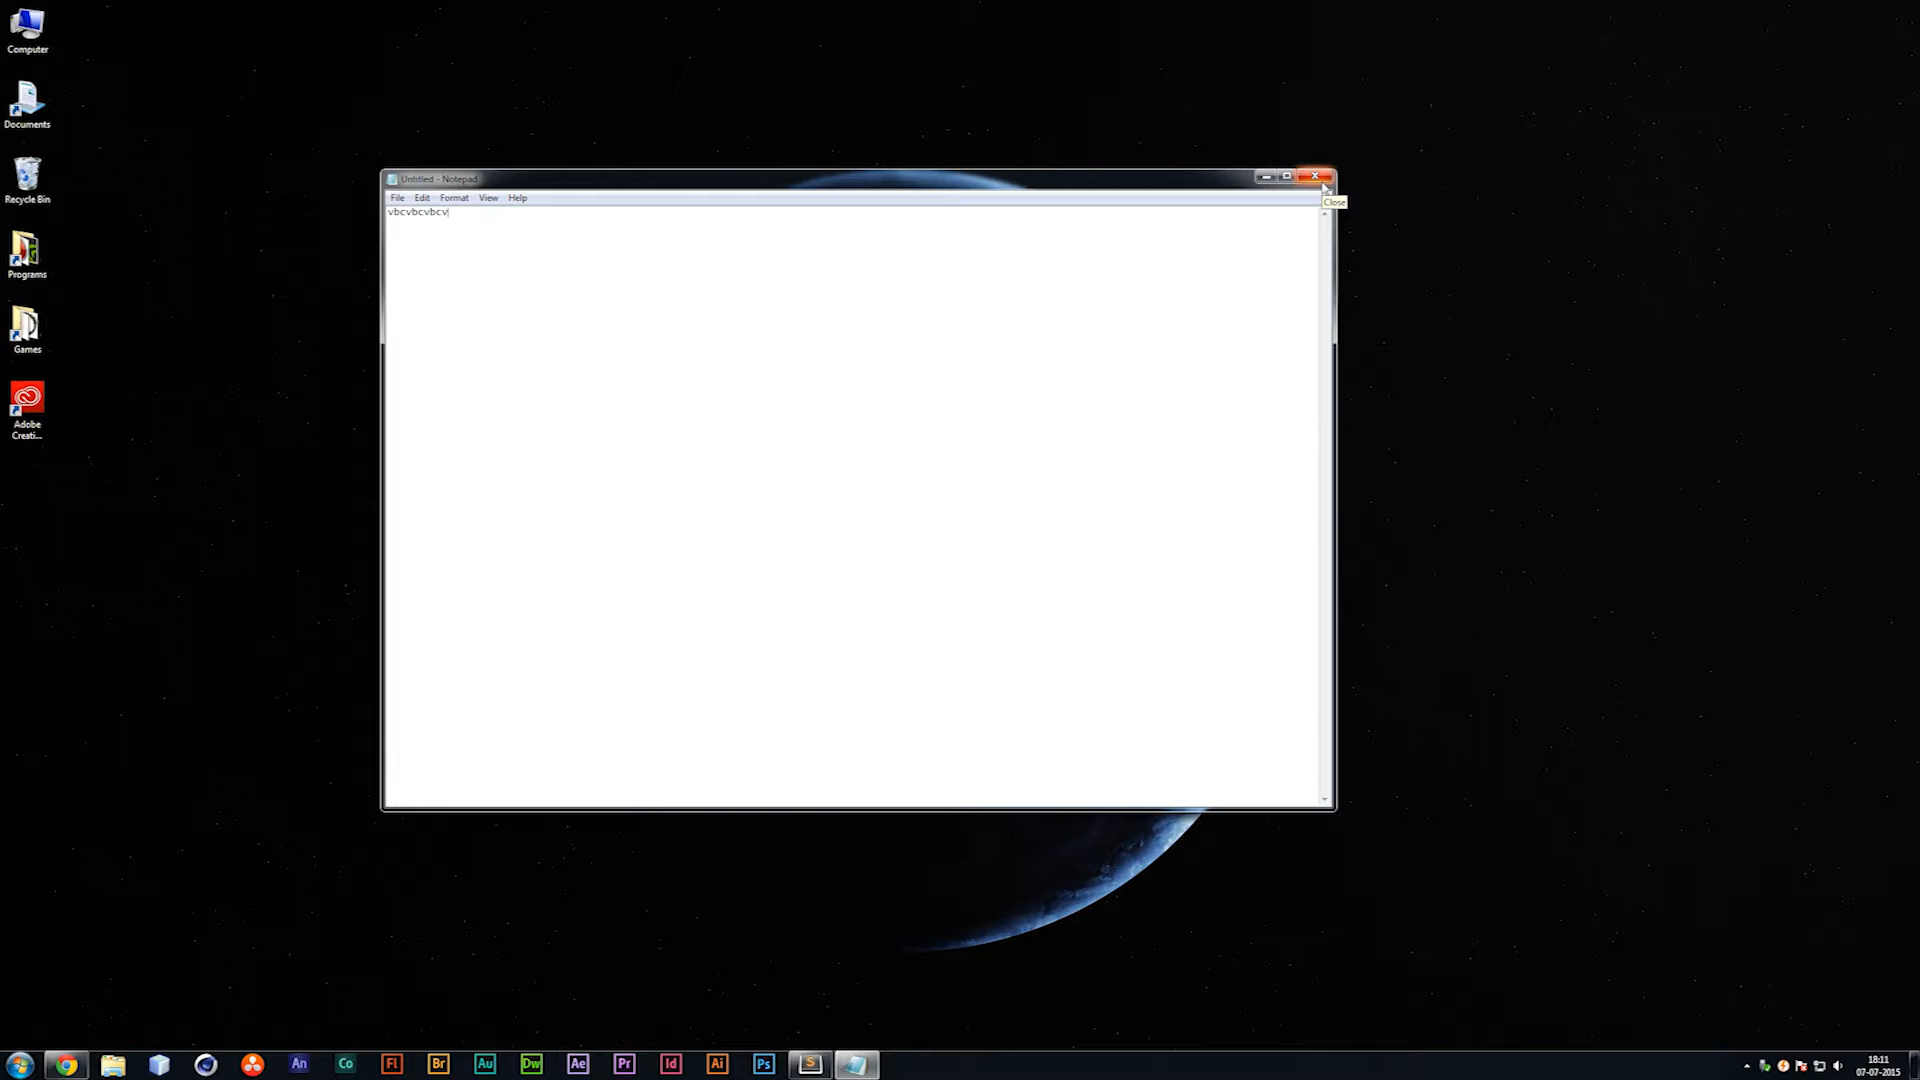 Computer
Documents
Recycle Bin
Programs
Games
Adobe
Creati...
Untitled - Notepad
File Edit Format View Help
vbcvbcvbcv
Close
An Co Fl Br Au Dw Ae Pr Id Ai Ps S
18:11
07-07-2015